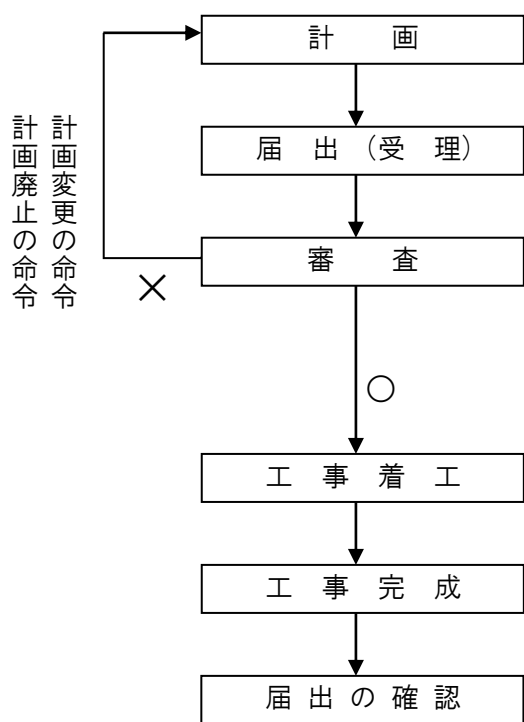 計画
届出(受理)
計画変更の命令
計画廃止の命令
審査
×
○
工事着工
工事完成
届出の確認